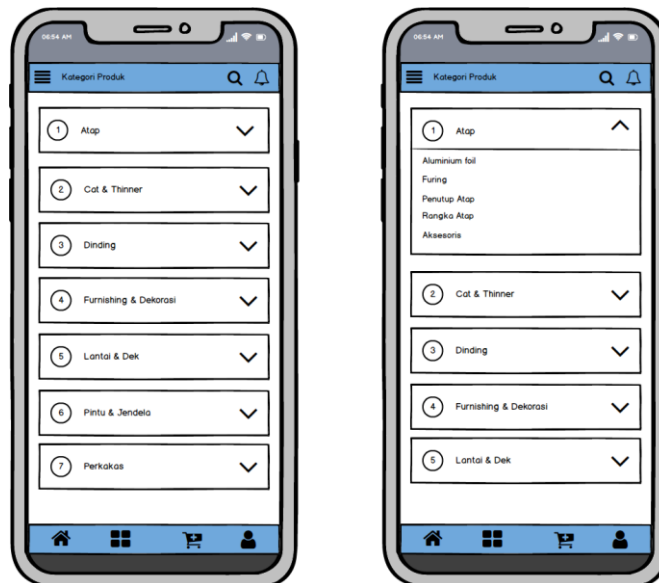 06:54 AM
Kategori Produk
1 Atap
2 Cat & Thinner
3 Dinding
4 Furnishing & Dekorasi
5 Lantai & Dek
6 Pintu & Jendela
7 Perkakas
06:54 AM
Kategori Produk
1 Atap
Aluminium foil
Furing
Penutup Atap
Rangka Atap
Aksesoris
2 Cat & Thinner
3 Dinding
4 Furnishing & Dekorasi
5 Lantai & Dek